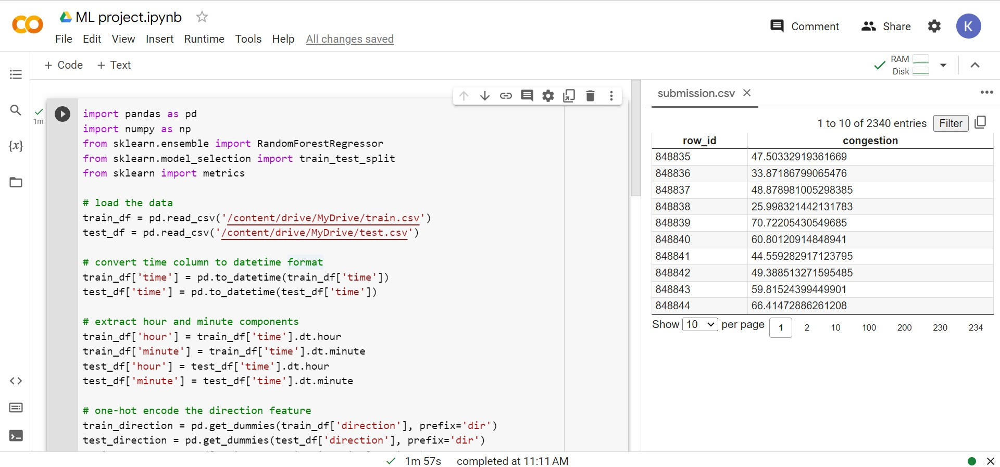 ML project.ipynb
File Edit View Insert Runtime Tools Help All changes saved
Comment Share K
+ Code + Text
RAM
Disk
1m
import pandas as pd
import numpy as np
from sklearn.ensemble import RandomForestRegressor
from sklearn.model_selection import train_test_split
from sklearn import metrics
# load the data
train_df = pd.read_csv('/content/drive/MyDrive/train.csv')
test_df = pd.read_csv('/content/drive/MyDrive/test.csv')
# convert time column to datetime format
train_df['time'] = pd.to_datetime(train_df['time'])
test_df['time'] = pd.to_datetime(test_df['time'])
# extract hour and minute components
train_df['hour'] = train_df['time'].dt.hour
train_df['minute'] = train_df['time'].dt.minute
test_df['hour'] = test_df['time'].dt.hour
test_df['minute'] = test_df['time'].dt.minute
# one-hot encode the direction feature
train_direction = pd.get_dummies(train_df['direction'], prefix='dir')
test_direction = pd.get_dummies(test_df['direction'], prefix='dir')
submission.csv
1 to 10 of 2340 entries Filter
row_id congestion
848835 47.50332919361669
848836 33.87186799065476
848837 48.878981005298385
848838 25.998321442131783
848839 70.72205430549685
848840 60.80120914848941
848841 44.559282917123795
848842 49.388513271595485
848843 59.81524399449901
848844 66.41472886261208
Show 10 per page 1 2 10 100 200 230 234
1m 57s completed at 11:11 AM